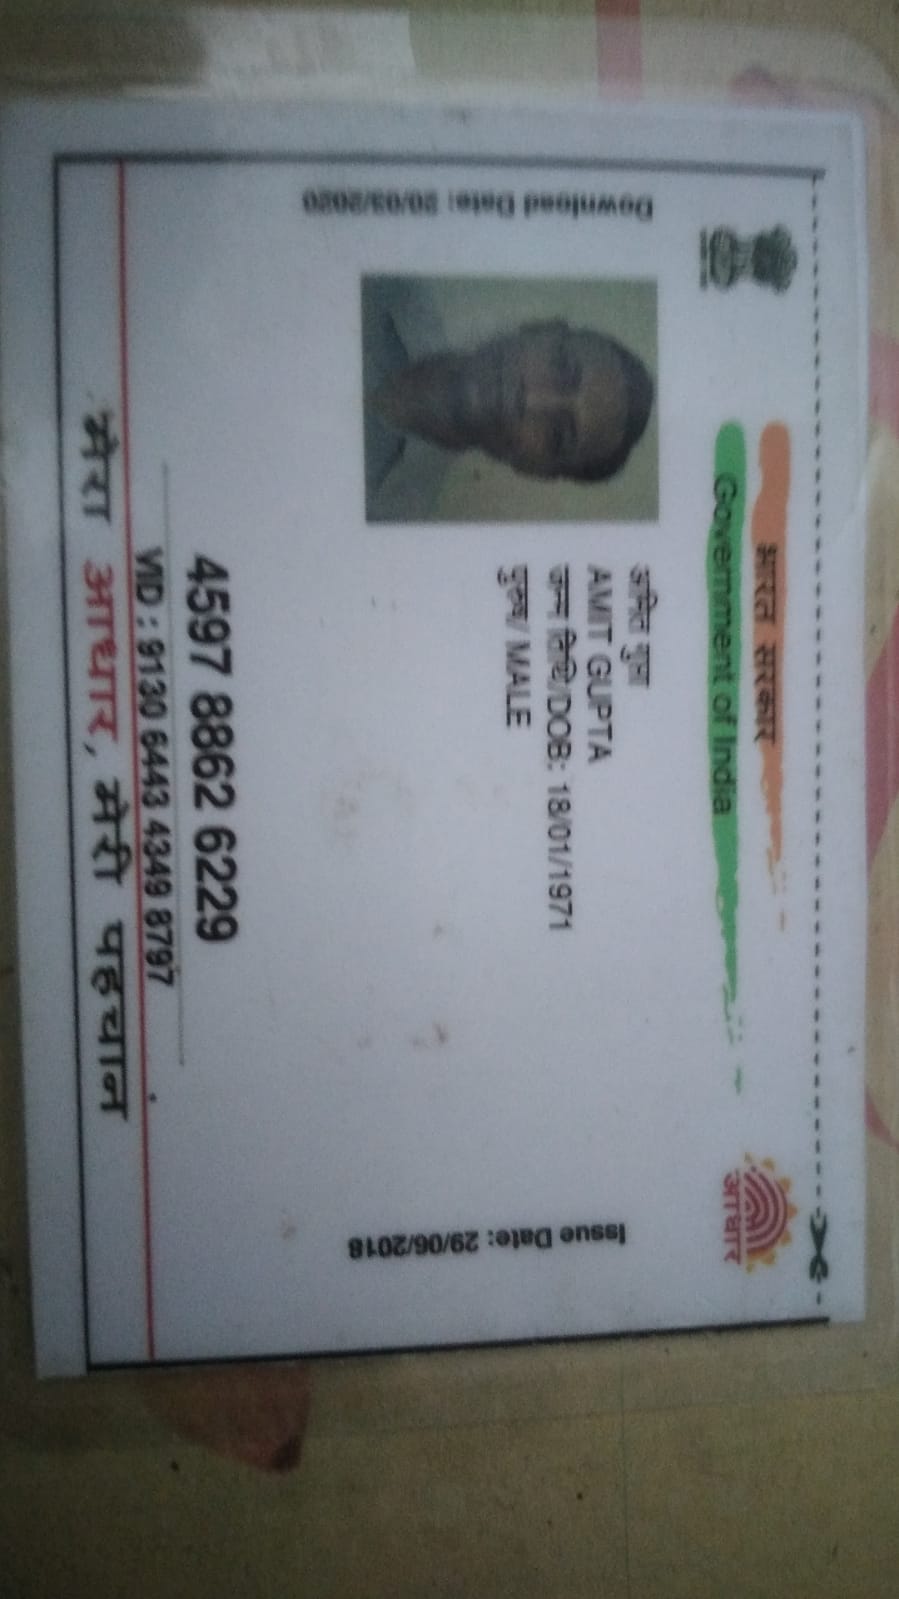 भारत सरकार
Government of India
Download Date: 20/03/2020
अमित गुप्ता
AMIT GUPTA
जन्म तिथि/DOB: 18/01/1971
पुरुष/ MALE
Issue Date: 29/06/2018
आधार
4597 8862 6229
VID : 9130 6443 4349 8797
मेरा आधार, मेरी पहचान